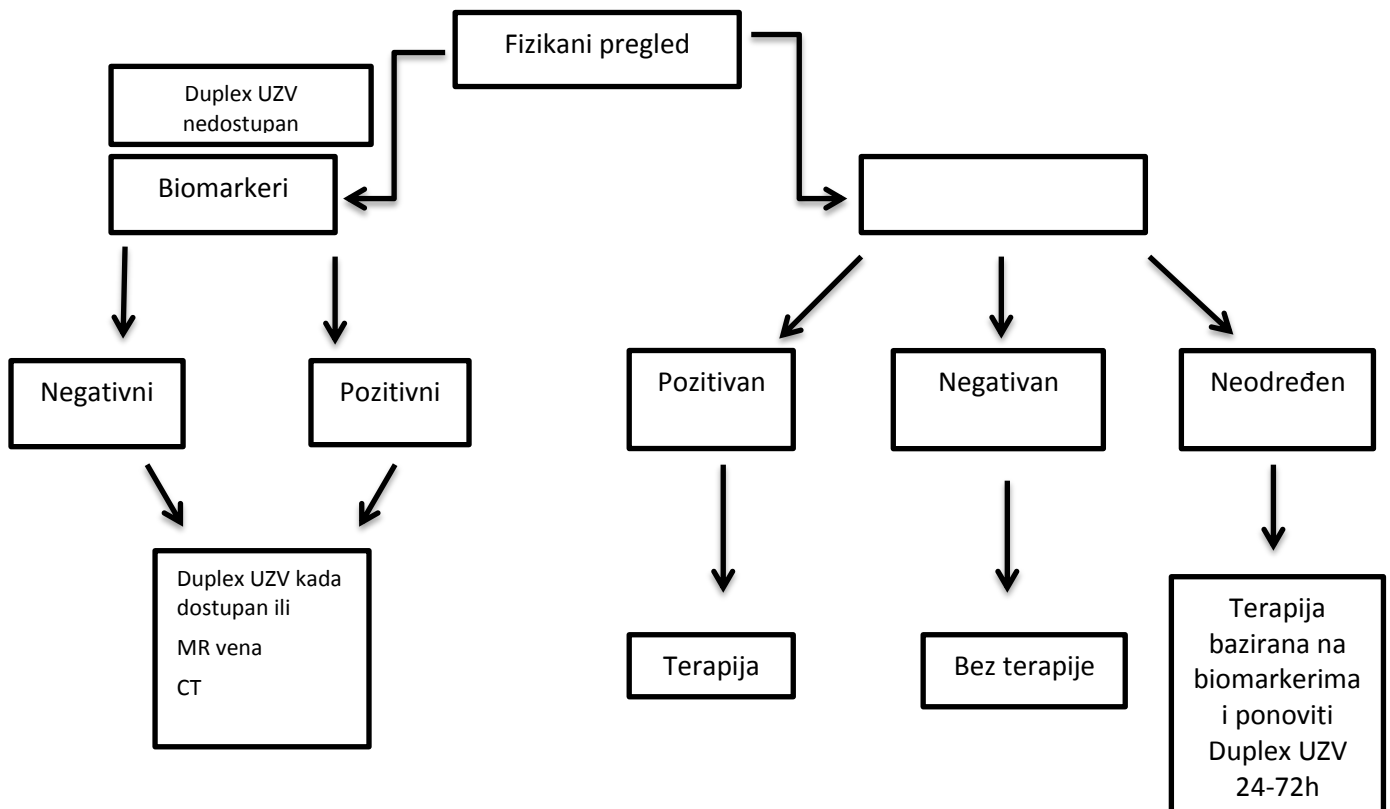 Fizikani pregled
Duplex UZV
nedostupan
Biomarkeri
Negativni
Pozitivni
Pozitivan
Negativan
Neodređen
Duplex UZV kada
dostupan ili
MR vena
CT
Terapija
Bez terapije
Terapija
bazirana na
biomarkerima
i ponoviti
Duplex UZV
24-72h